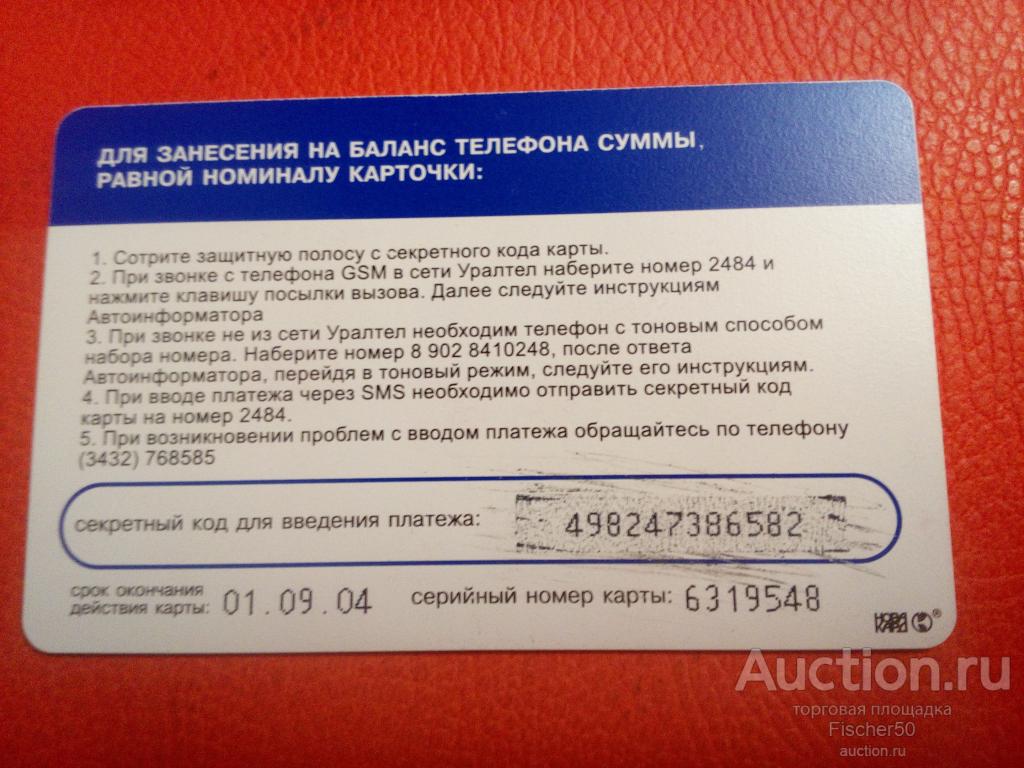 ДЛЯ ЗАНЕСЕНИЯ НА БАЛАНС ТЕЛЕФОНА СУММЫ,
РАВНОЙ НОМИНАЛУ КАРТОЧКИ:
1. Сотрите защитную полосу с секретного кода карты.
2. При звонке с телефона GSM в сети Уралтел наберите номер 2484 и
нажмите клавишу посылки вызова. Далее следуйте инструкциям
Автоинформатора
3. При звонке не из сети Уралтел необходим телефон с тоновым способом
набора номера. Наберите номер 8 902 8410248, после ответа
Автоинформатора, перейдя в тоновый режим, следуйте его инструкциям.
4. При вводе платежа через SMS необходимо отправить секретный код
карты на номер 2484.
5. При возникновении проблем с вводом платежа обращайтесь по телефону
(3432) 768585
секретный код для введения платежа: 498247386582
срок окончания
действия карты: 01.09.04 серийный номер карты: 6319548
Auction.ru
торговая площадка
Fischer50
auction.ru